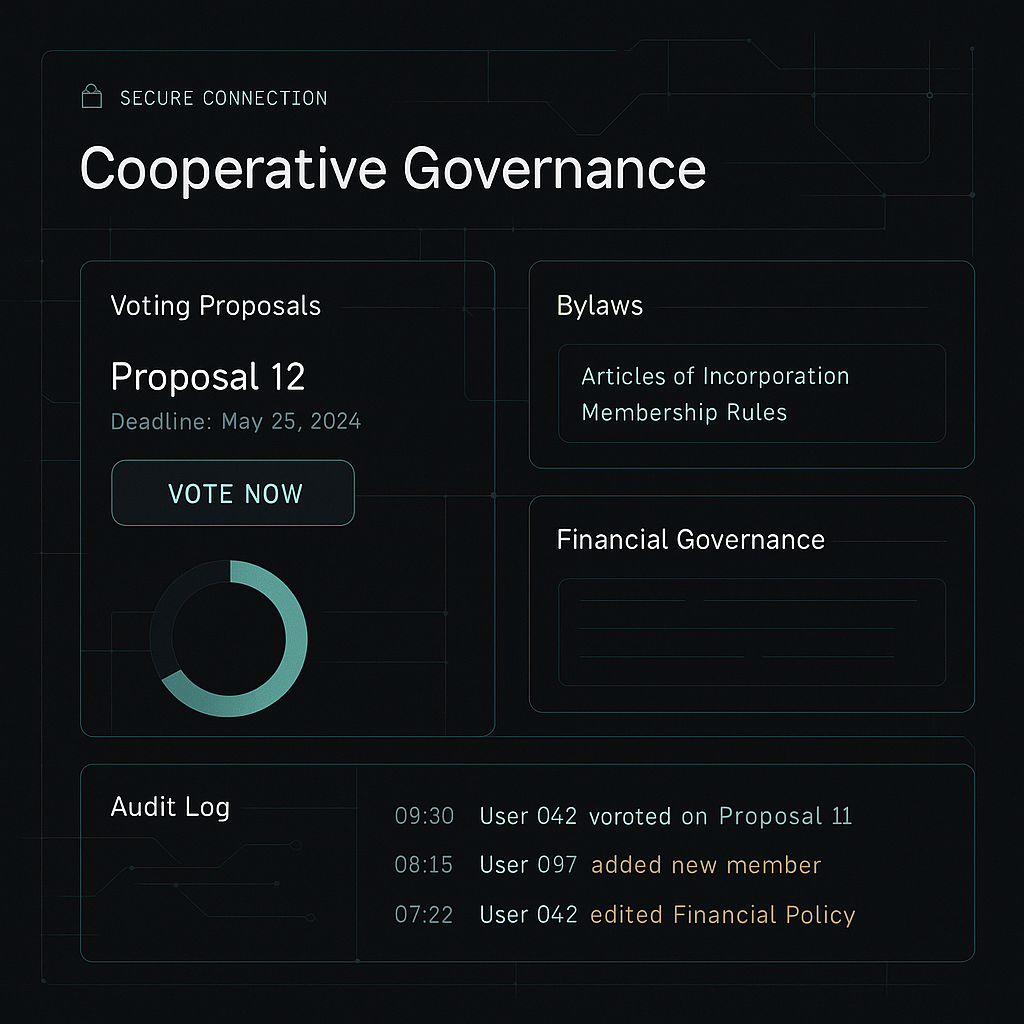 SECURE CONNECTION
Cooperative Governance
Voting Proposals
Proposal 12
Deadline: May 25, 2024
VOTE NOW
Bylaws
Articles of Incorporation
Membership Rules
Financial Governance
Audit Log
09:30 User 042 voroted on Proposal 11
08:15 User 097 added new member
07:22 User 042 edited Financial Policy